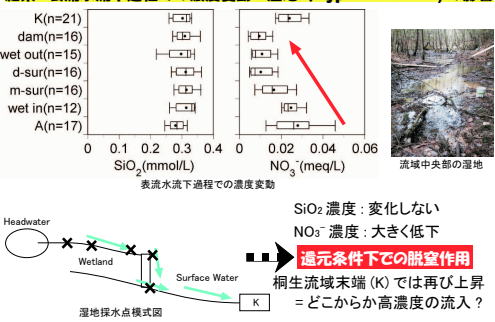 K(n=21)
dam(n=16)
wet out(n=15)
d-sur(n=16)
m-sur(n=16)
wet in(n=12)
A(n=17)
0 0.1 0.2 0.3 0.4
SiO₂(mmol/L)
0 0.02 0.04 0.06
NO₃⁻(meq/L)
表流水流下過程での濃度変動
流域中央部の湿地
Headwater
Wetland
Surface Water
K
湿地採水点模式図
SiO₂ 濃度 : 変化しない
NO₃⁻ 濃度 : 大きく低下
還元条件下での脱窒作用
桐生流域末端 (K) では再び上昇
= どこからか高濃度の流入 ?